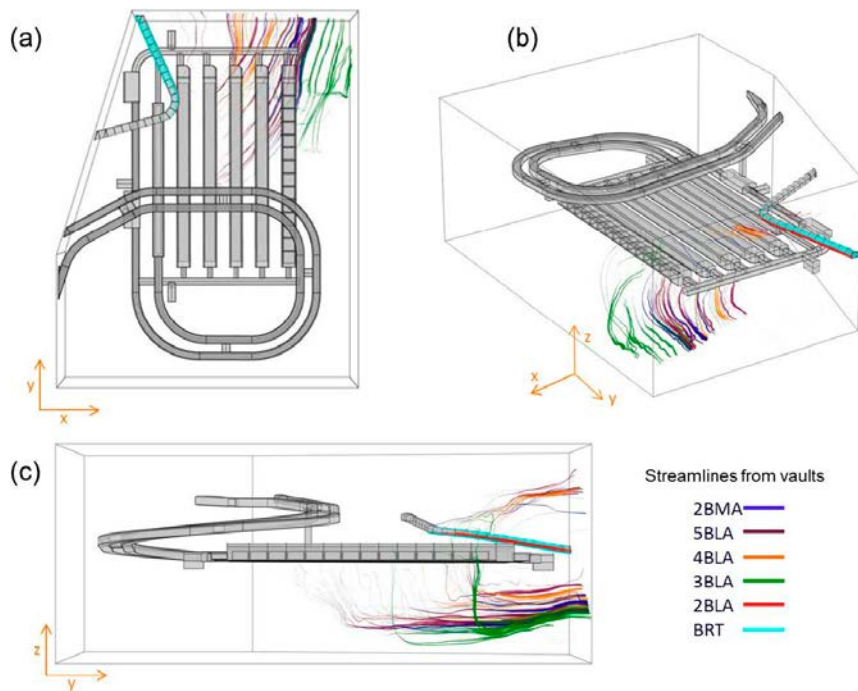 (a)
(b)
y
x
z
x
y
(c)
z
y
Streamlines from vaults
2BMA
5BLA
4BLA
3BLA
2BLA
BRT